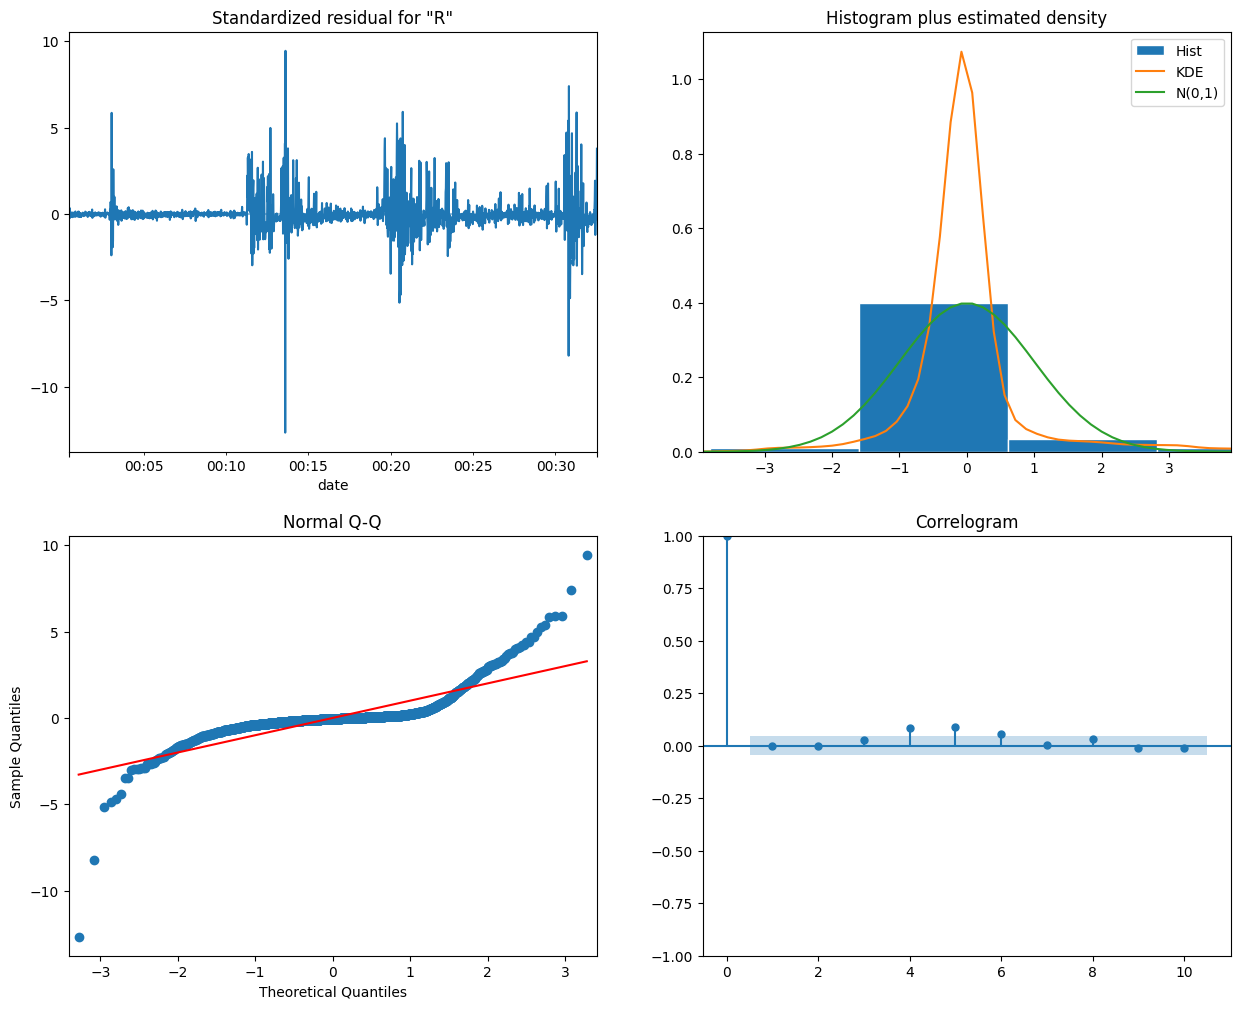 Standardized residual for "R"
10
5
0
−5
−10
00:05 00:10 00:15 00:20 00:25 00:30
date
Histogram plus estimated density
Hist
KDE
N(0,1)
1.0
0.8
0.6
0.4
0.2
0.0
−3 −2 −1 0 1 2 3
Normal Q-Q
Sample Quantiles
10
5
0
−5
−10
−3 −2 −1 0 1 2 3
Theoretical Quantiles
Correlogram
1.00
0.75
0.50
0.25
0.00
−0.25
−0.50
−0.75
−1.00
0 2 4 6 8 10